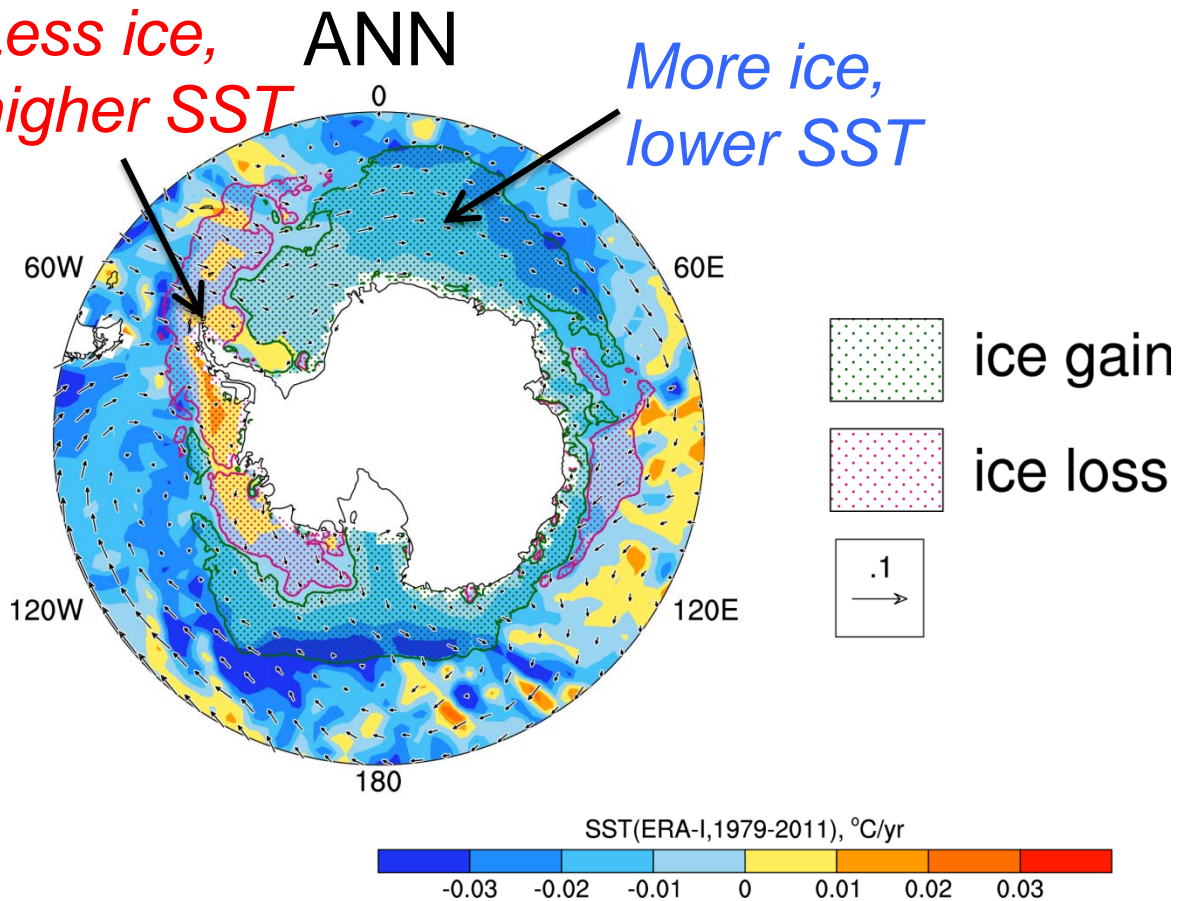 ess ice,
higher SST
ANN
More ice,
lower SST
0
60W
60E
120W
120E
180
ice gain
ice loss
.1
SST(ERA-I,1979-2011), °C/yr
-0.03 -0.02 -0.01 0 0.01 0.02 0.03